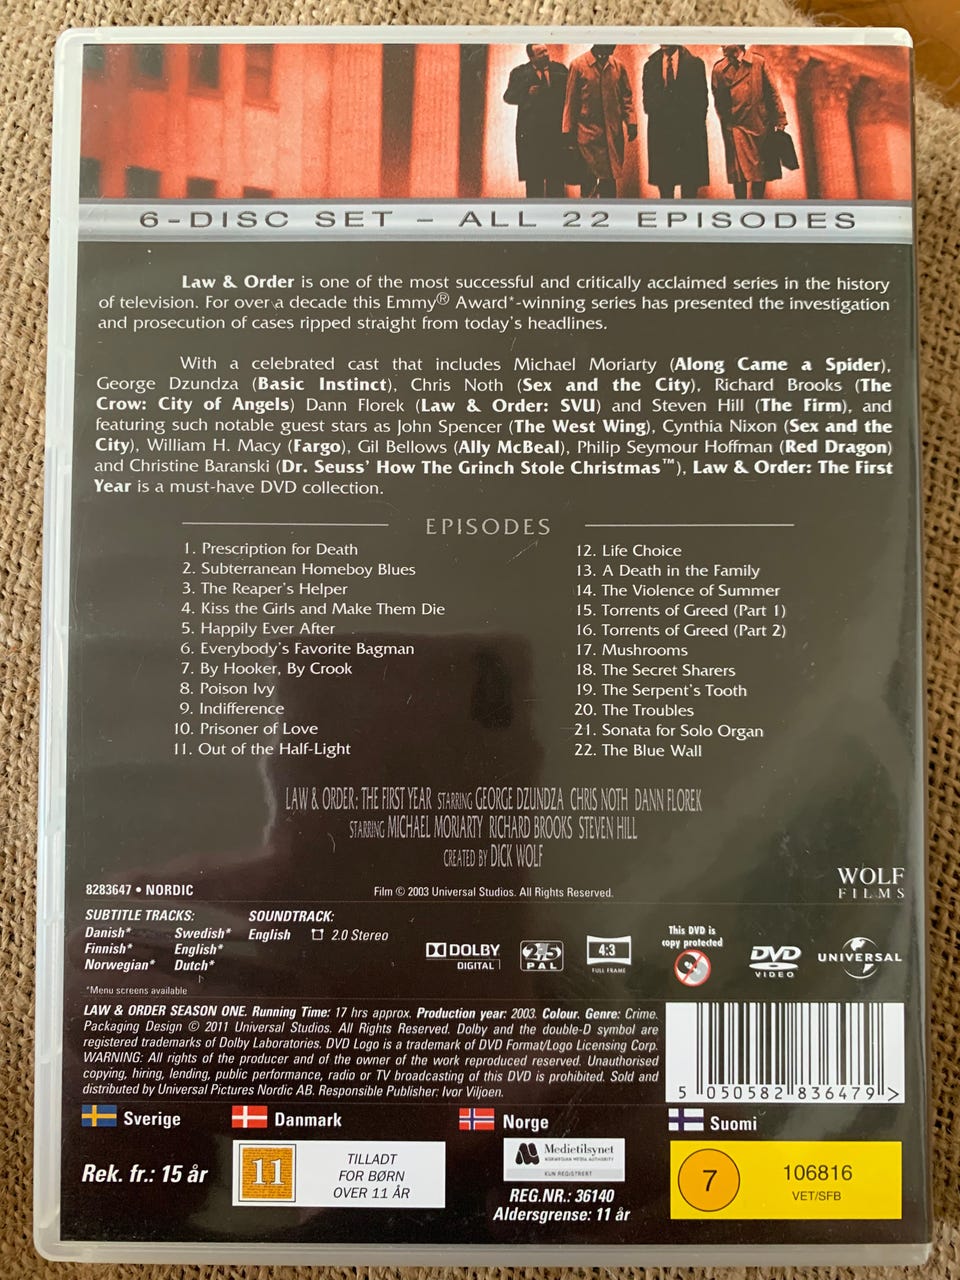 6-DISC SET - ALL 22 EPISODES
Law & Order is one of the most successful and critically acclaimed series in the history
of television. For over a decade this Emmy® Award*-winning series has presented the investigation
and prosecution of cases ripped straight from today's headlines.
With a celebrated cast that includes Michael Moriarty (Along Came a Spider),
George Dzundza (Basic Instinct), Chris Noth (Sex and the City), Richard Brooks (The
Crow: City of Angels) Dann Florek (Law & Order: SVU) and Steven Hill (The Firm), and
featuring such notable guest stars as John Spencer (The West Wing), Cynthia Nixon (Sex and the
City), William H. Macy (Fargo), Gil Bellows (Ally McBeal), Philip Seymour Hoffman (Red Dragon)
and Christine Baranski (Dr. Seuss' How The Grinch Stole Christmas™), Law & Order: The First
Year is a must-have DVD collection.
EPISODES
1. Prescription for Death
2. Subterranean Homeboy Blues
3. The Reaper's Helper
4. Kiss the Girls and Make Them Die
5. Happily Ever After
6. Everybody's Favorite Bagman
7. By Hooker, By Crook
8. Poison Ivy
9. Indifference
10. Prisoner of Love
11. Out of the Half-Light
12. Life Choice
13. A Death in the Family
14. The Violence of Summer
15. Torrents of Greed (Part 1)
16. Torrents of Greed (Part 2)
17. Mushrooms
18. The Secret Sharers
19. The Serpent's Tooth
20. The Troubles
21. Sonata for Solo Organ
22. The Blue Wall
LAW & ORDER: THE FIRST YEAR STARRING GEORGE DZUNDZA CHRIS NOTH DANN FLOREK
STARRING MICHAEL MORIARTY RICHARD BROOKS STEVEN HILL
CREATED BY DICK WOLF
8283647 • NORDIC
Film © 2003 Universal Studios. All Rights Reserved.
WOLF
FILMS
SUBTITLE TRACKS:
Danish* Swedish*
Finnish* English*
Norwegian* Dutch*
*Menu screens available
SOUNDTRACK:
English 2.0 Stereo
DOLBY
DIGITAL
2 5
PAL
4:3
FULL FRAME
This DVD is
copy protected
DVD
VIDEO
UNIVERSAL
LAW & ORDER SEASON ONE. Running Time: 17 hrs approx. Production year: 2003. Colour. Genre: Crime.
Packaging Design © 2011 Universal Studios. All Rights Reserved. Dolby and the double-D symbol are
registered trademarks of Dolby Laboratories. DVD Logo is a trademark of DVD Format/Logo Licensing Corp.
WARNING: All rights of the producer and of the owner of the work reproduced reserved. Unauthorised
copying, hiring, lending, public performance, radio or TV broadcasting of this DVD is prohibited. Sold and
distributed by Universal Pictures Nordic AB. Responsible Publisher: Ivor Viljoen.
5 050582 836479 >
Sverige
Rek. fr.: 15 år
Danmark
11
TILLADT
FOR BØRN
OVER 11 ÅR
Norge
Medietilsynet
NORWEGIAN MEDIA AUTHORITY
KUN REGISTRERT
REG.NR.: 36140
Aldersgrense: 11 år
Suomi
7
106816
VET/SFB